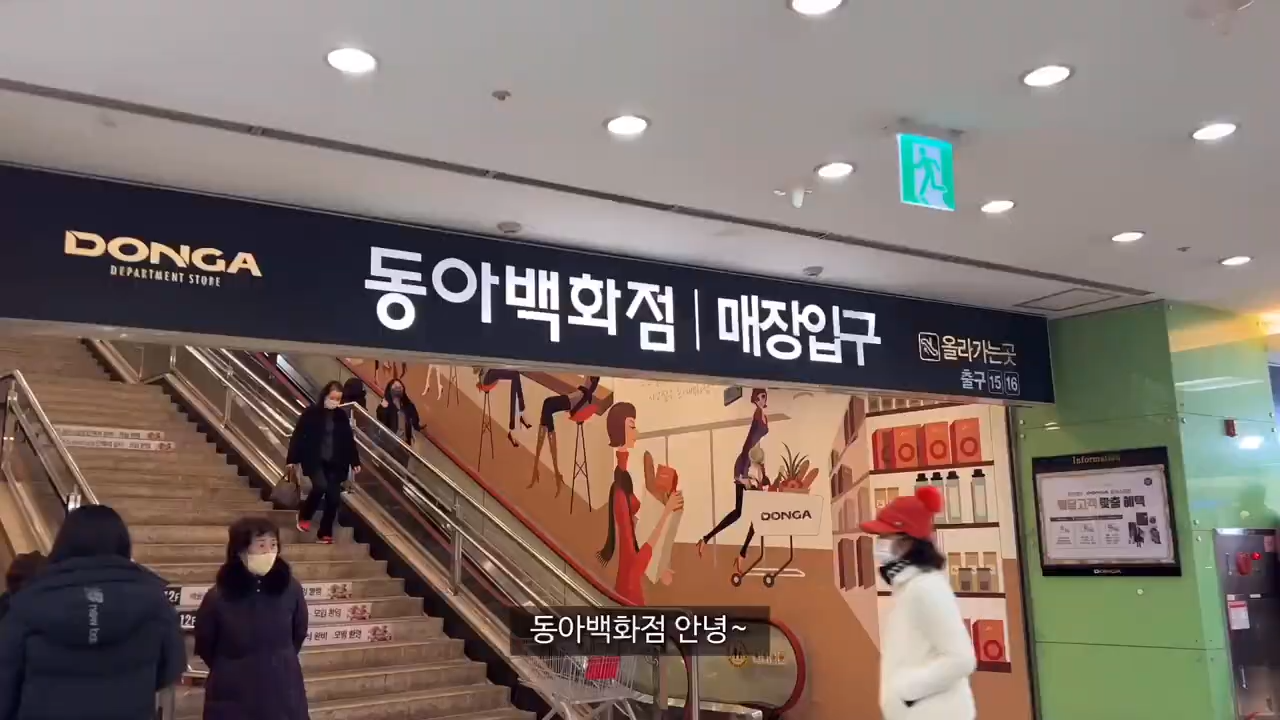 DONGA
DEPARTMENT STORE
동아백화점 | 매장입구
올라가는곳
출구 15 16
DONGA
Information
DONGA
12F
동아백화점 안녕~